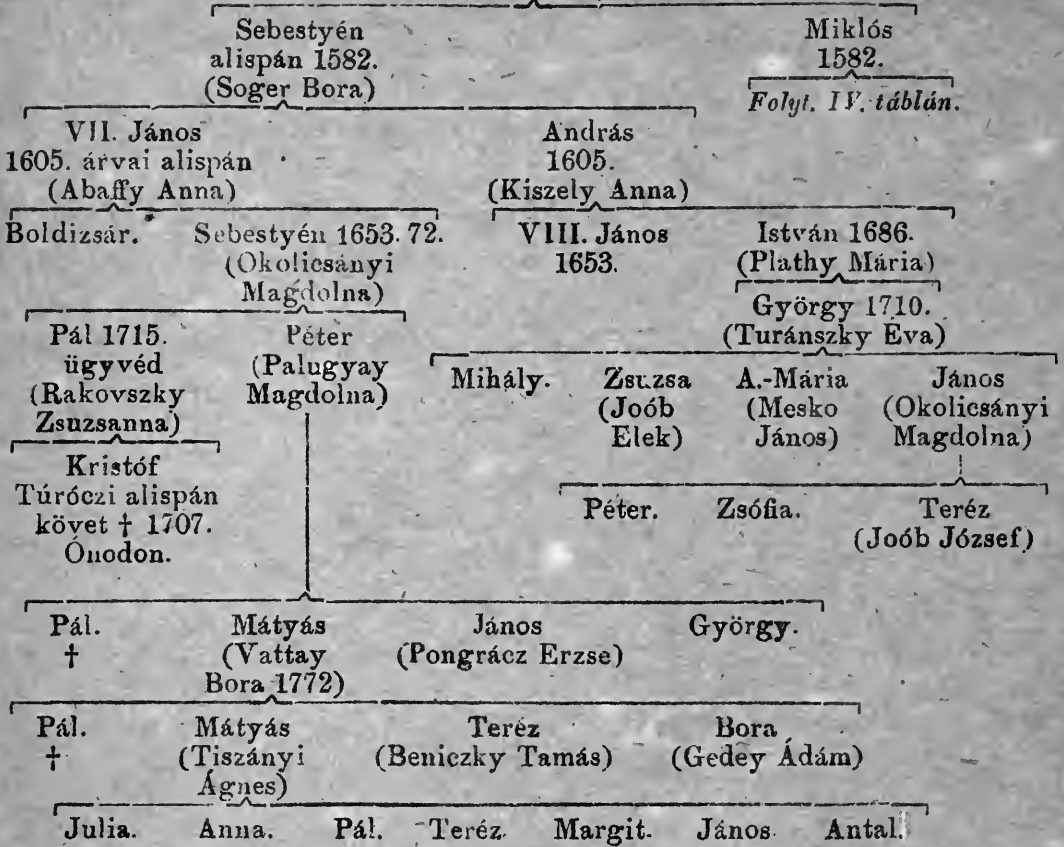 Sebestyén Miklós
alispán 1582. 1582.
(Soger Bora) Folyt. IV. táblán.
VII. János András
1605. árvai alispán 1605.
(Abaffy Anna) (Kiszely Anna)
Boldizsár. Sebestyén 1653. 72. VIII. János István 1686.
(Okolicsányi 1653. (Plathy Mária)
Magdolna) György 1710.
Pál 1715. Péter (Turánszky Éva)
ügyvéd (Palugyay Mihály. Zsuzsa A.-Mária János
(Rakovszky Magdolna) (Joób (Mesko (Okolicsányi
Zsuzsanna) Elek) János) Magdolna)
Kristóf
Túróczi alispán Péter. Zsófia. Teréz
követ † 1707. (Joób József)
Ónodon.
Pál. Mátyás János György.
† (Vattay (Pongrácz Erzse)
Bora 1772)
Pál. Mátyás Teréz Bora
† (Tiszányi (Beniczky Tamás) (Gedey Ádám)
Ágnes)
Julia. Anna. Pál. Teréz. Margit. János. Antal.